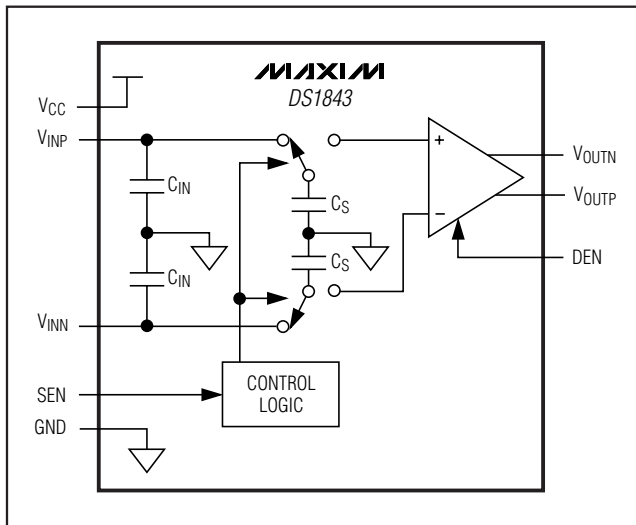 MAXIM
DS1843
VCC
VINP
CIN
CS
+
VOUTN
VOUTP
CS
−
CIN
DEN
VINN
SEN
CONTROL
LOGIC
GND